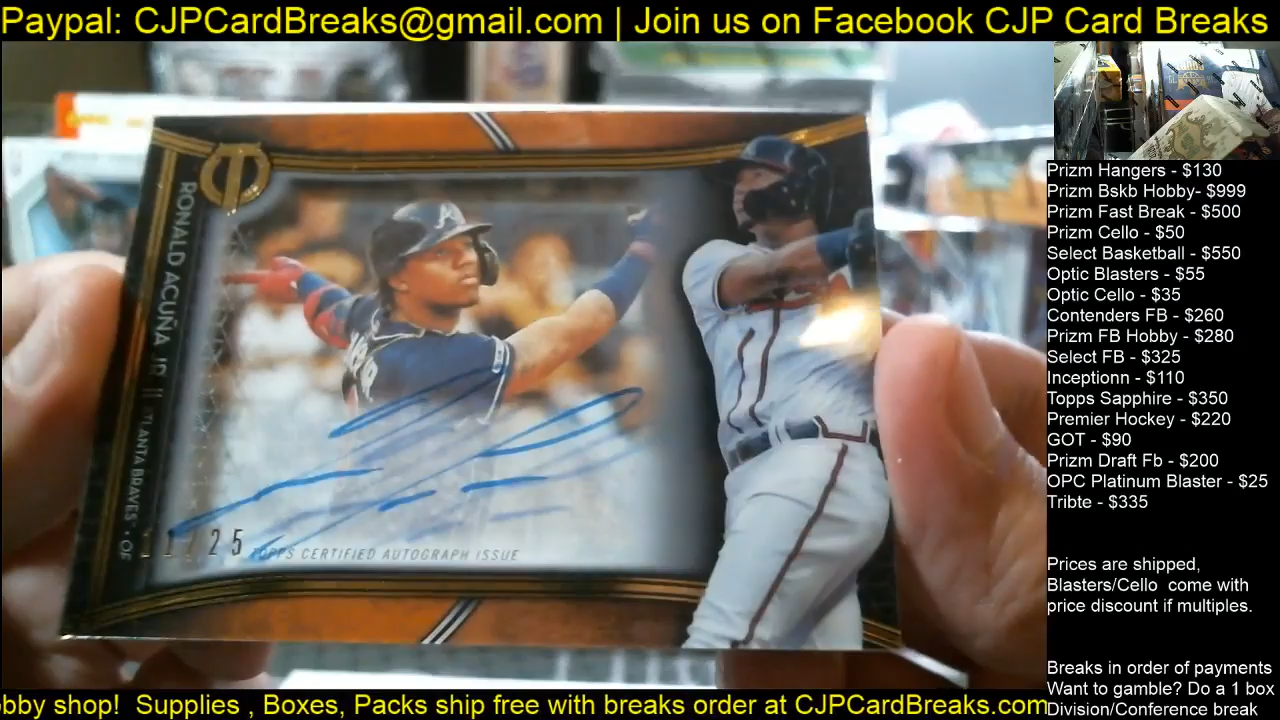 Paypal: CJPCardBreaks@gmail.com | Join us on Facebook CJP Card Breaks
RONALD ACUÑA JR. || ATLANTA BRAVES • OF
A
11/25
TOPPS CERTIFIED AUTOGRAPH ISSUE
Prizm Hangers - $130
Prizm Bskb Hobby- $999
Prizm Fast Break - $500
Prizm Cello - $50
Select Basketball - $550
Optic Blasters - $55
Optic Cello - $35
Contenders FB - $260
Prizm FB Hobby - $280
Select FB - $325
Inceptionn - $110
Topps Sapphire - $350
Premier Hockey - $220
GOT - $90
Prizm Draft Fb - $200
OPC Platinum Blaster - $25
Tribte - $335
Prices are shipped,
Blasters/Cello come with
price discount if multiples.
Breaks in order of payments
Want to gamble? Do a 1 box
Division/Conference break
bby shop! Supplies , Boxes, Packs ship free with breaks order at CJPCardBreaks.com